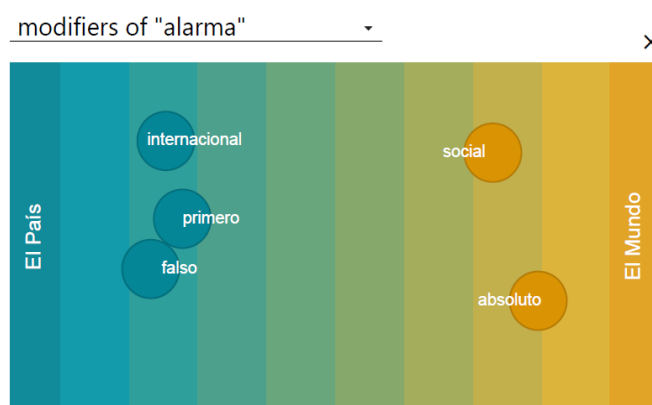 modifiers of "alarma"
internacional
social
primero
El País
El Mundo
falso
absoluto